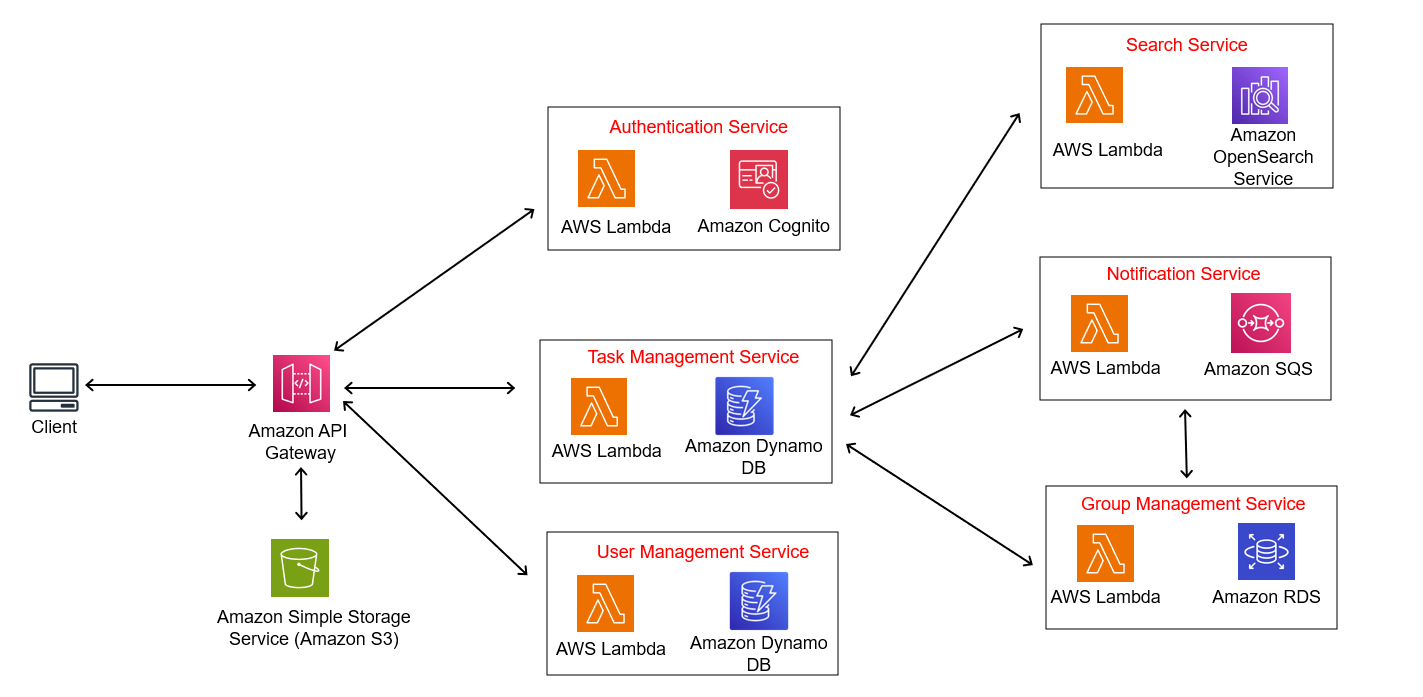 Search Service
AWS Lambda
Amazon
OpenSearch
Service
Authentication Service
AWS Lambda
Amazon Cognito
Notification Service
AWS Lambda
Amazon SQS
Client
Amazon API
Gateway
Task Management Service
AWS Lambda
Amazon Dynamo
DB
Group Management Service
AWS Lambda
Amazon RDS
Amazon Simple Storage
Service (Amazon S3)
User Management Service
AWS Lambda
Amazon Dynamo
DB